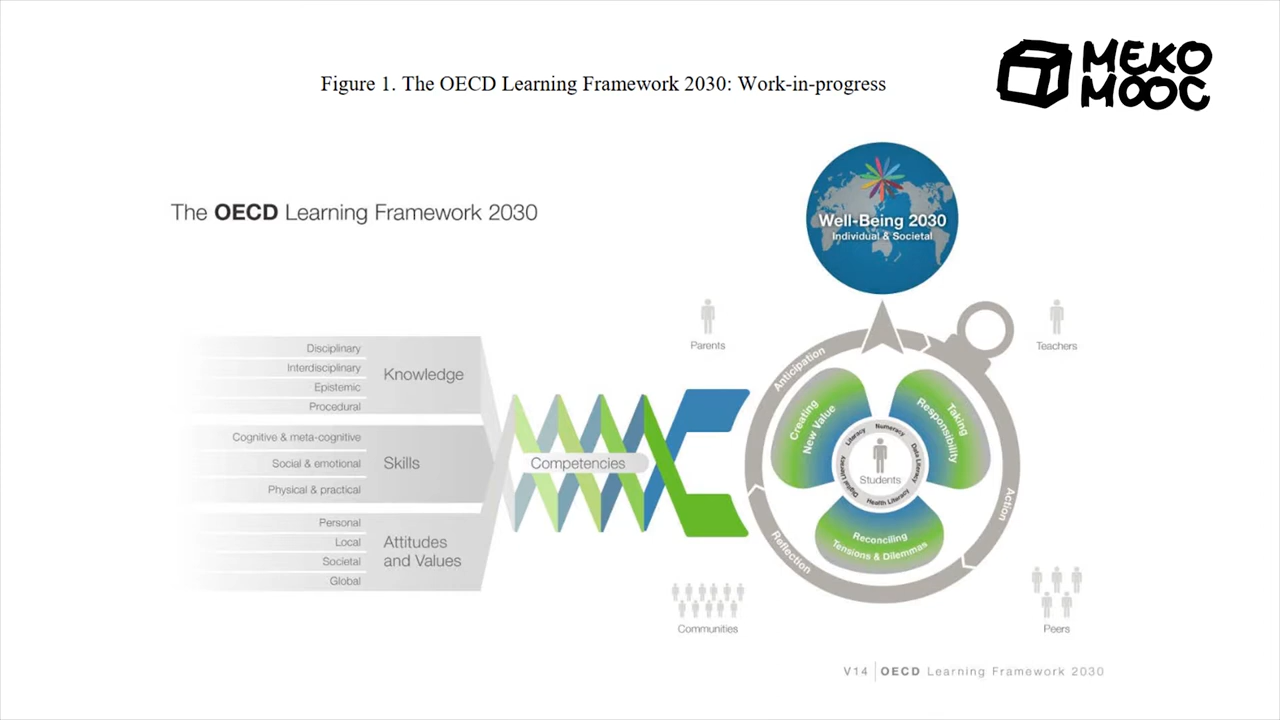 Figure 1. The OECD Learning Framework 2030: Work-in-progress
MEKO
MOOC
The OECD Learning Framework 2030
Well-Being 2030
Individual & Societal
Parents
Teachers
Disciplinary
Interdisciplinary
Epistemic
Procedural
Knowledge
Cognitive & meta-cognitive
Social & emotional
Physical & practical
Skills
Personal
Local
Societal
Global
Attitudes
and Values
Competencies
Anticipation
Action
Reflection
Creating
New Value
Taking
Responsibility
Reconciling
Tensions & Dilemmas
Literacy
Numeracy
Data Literacy
Health Literacy
Digital Literacy
Students
Communities
Peers
V14 OECD Learning Framework 2030